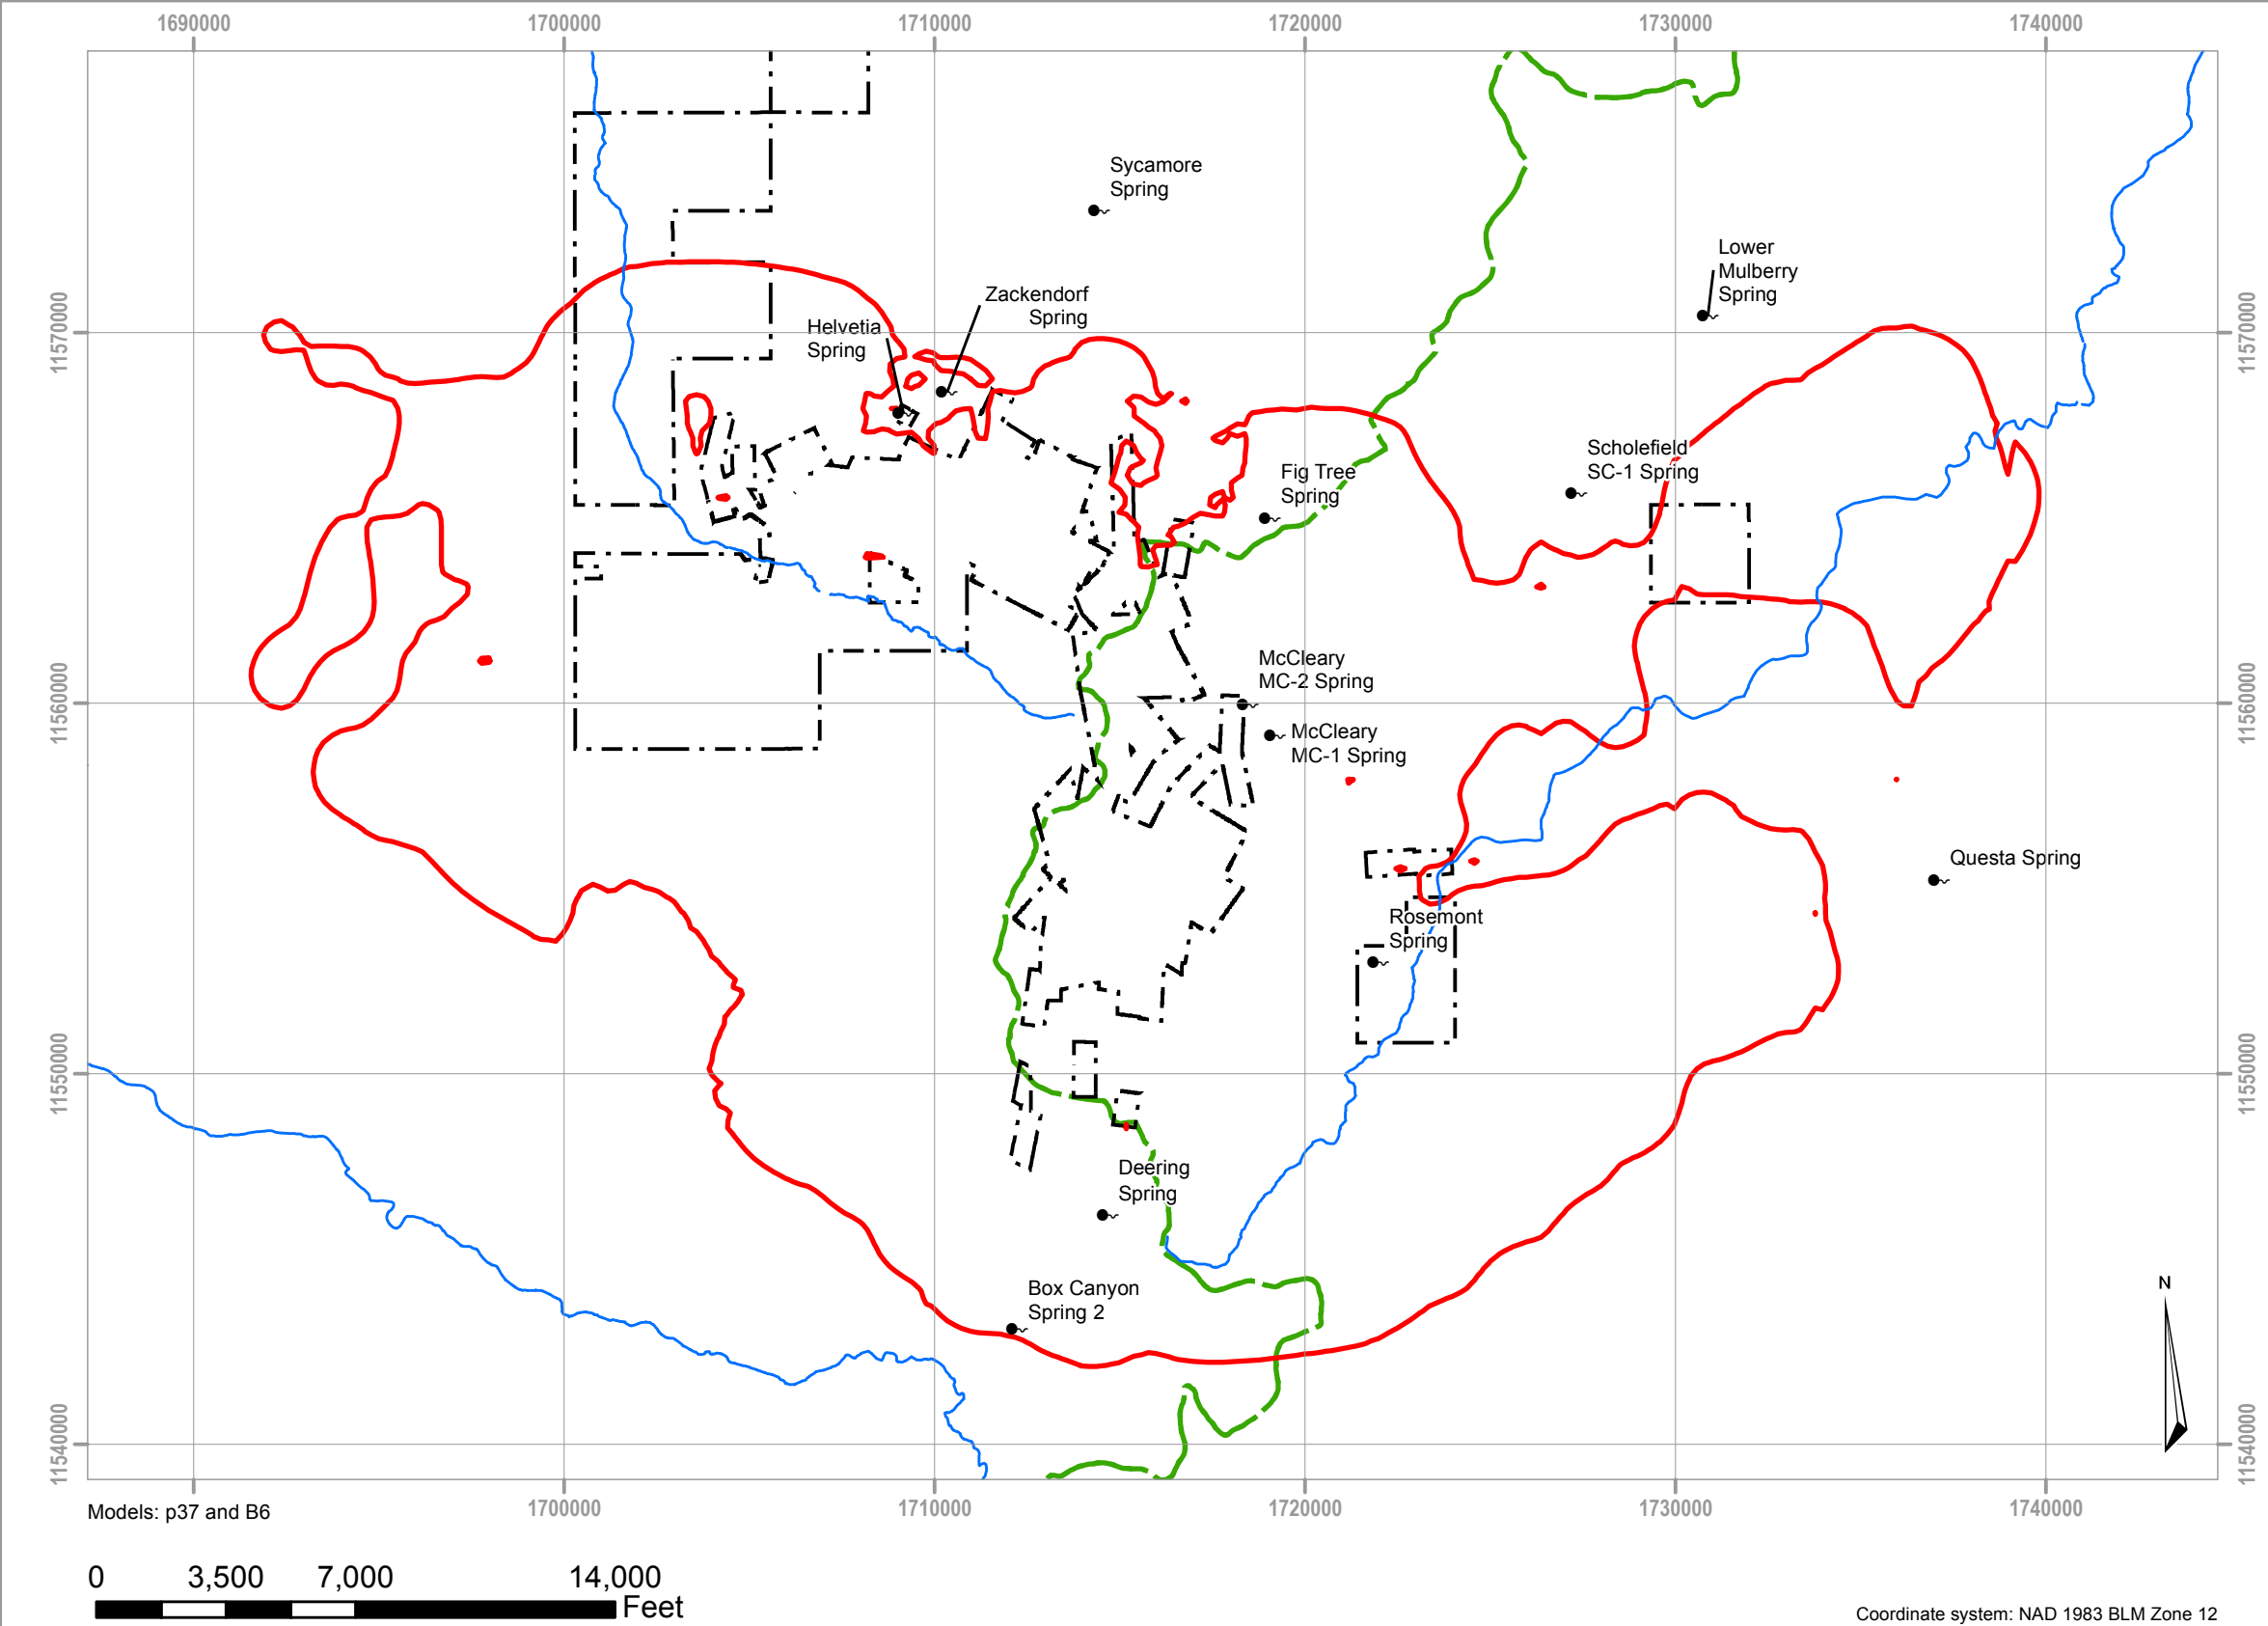 1690000 1700000 1710000 1720000 1730000 1740000
Sycamore
Spring
Lower
Mulberry
Spring
Zackendorf
Spring
Helvetia
Spring
11570000 11570000
Scholefield
SC-1 Spring
Fig Tree
Spring
McCleary
MC-2 Spring
11560000 11560000
McCleary
MC-1 Spring
Questa Spring
Rosemont
Spring
11550000 11550000
Deering
Spring
Box Canyon
Spring 2
N
11540000 11540000
1700000 1710000 1720000 1730000 1740000
Models: p37 and B6
0 3,500 7,000 14,000
Feet
Coordinate system: NAD 1983 BLM Zone 12